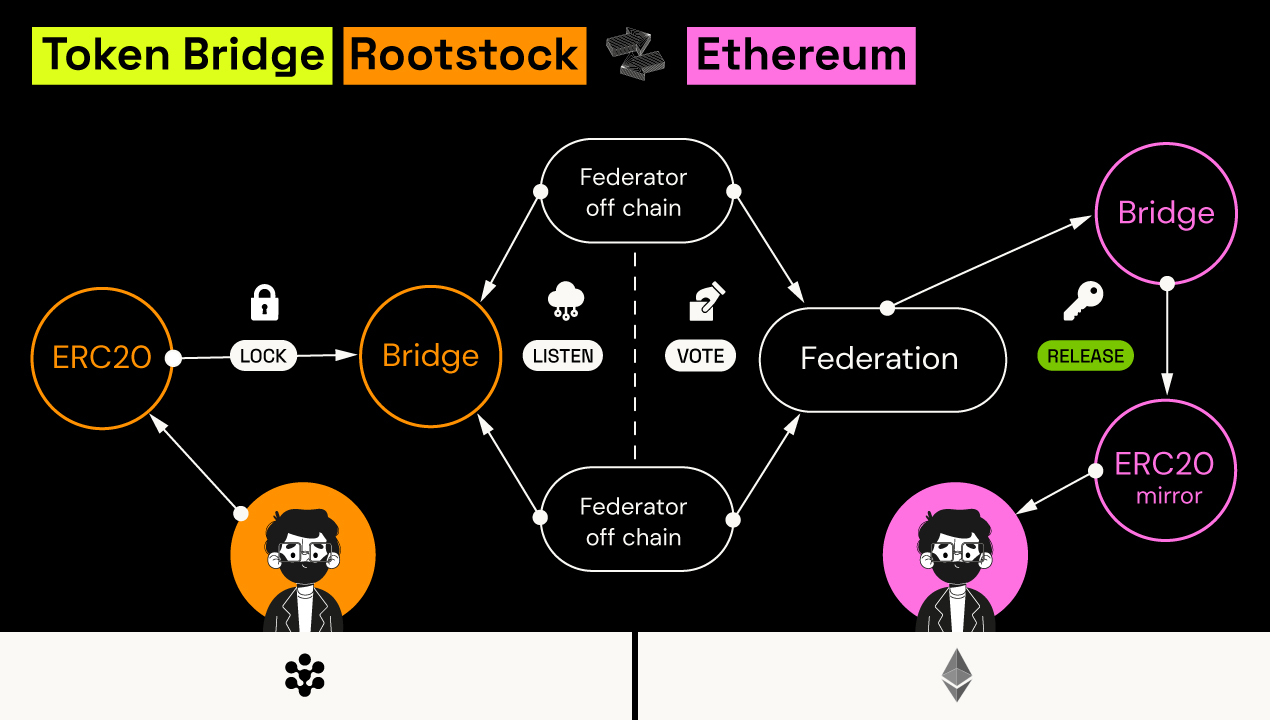 Token Bridge Rootstock Ethereum
Federator
off chain
Bridge
ERC20
LOCK
Bridge
LISTEN
VOTE
Federation
RELEASE
ERC20
mirror
Federator
off chain